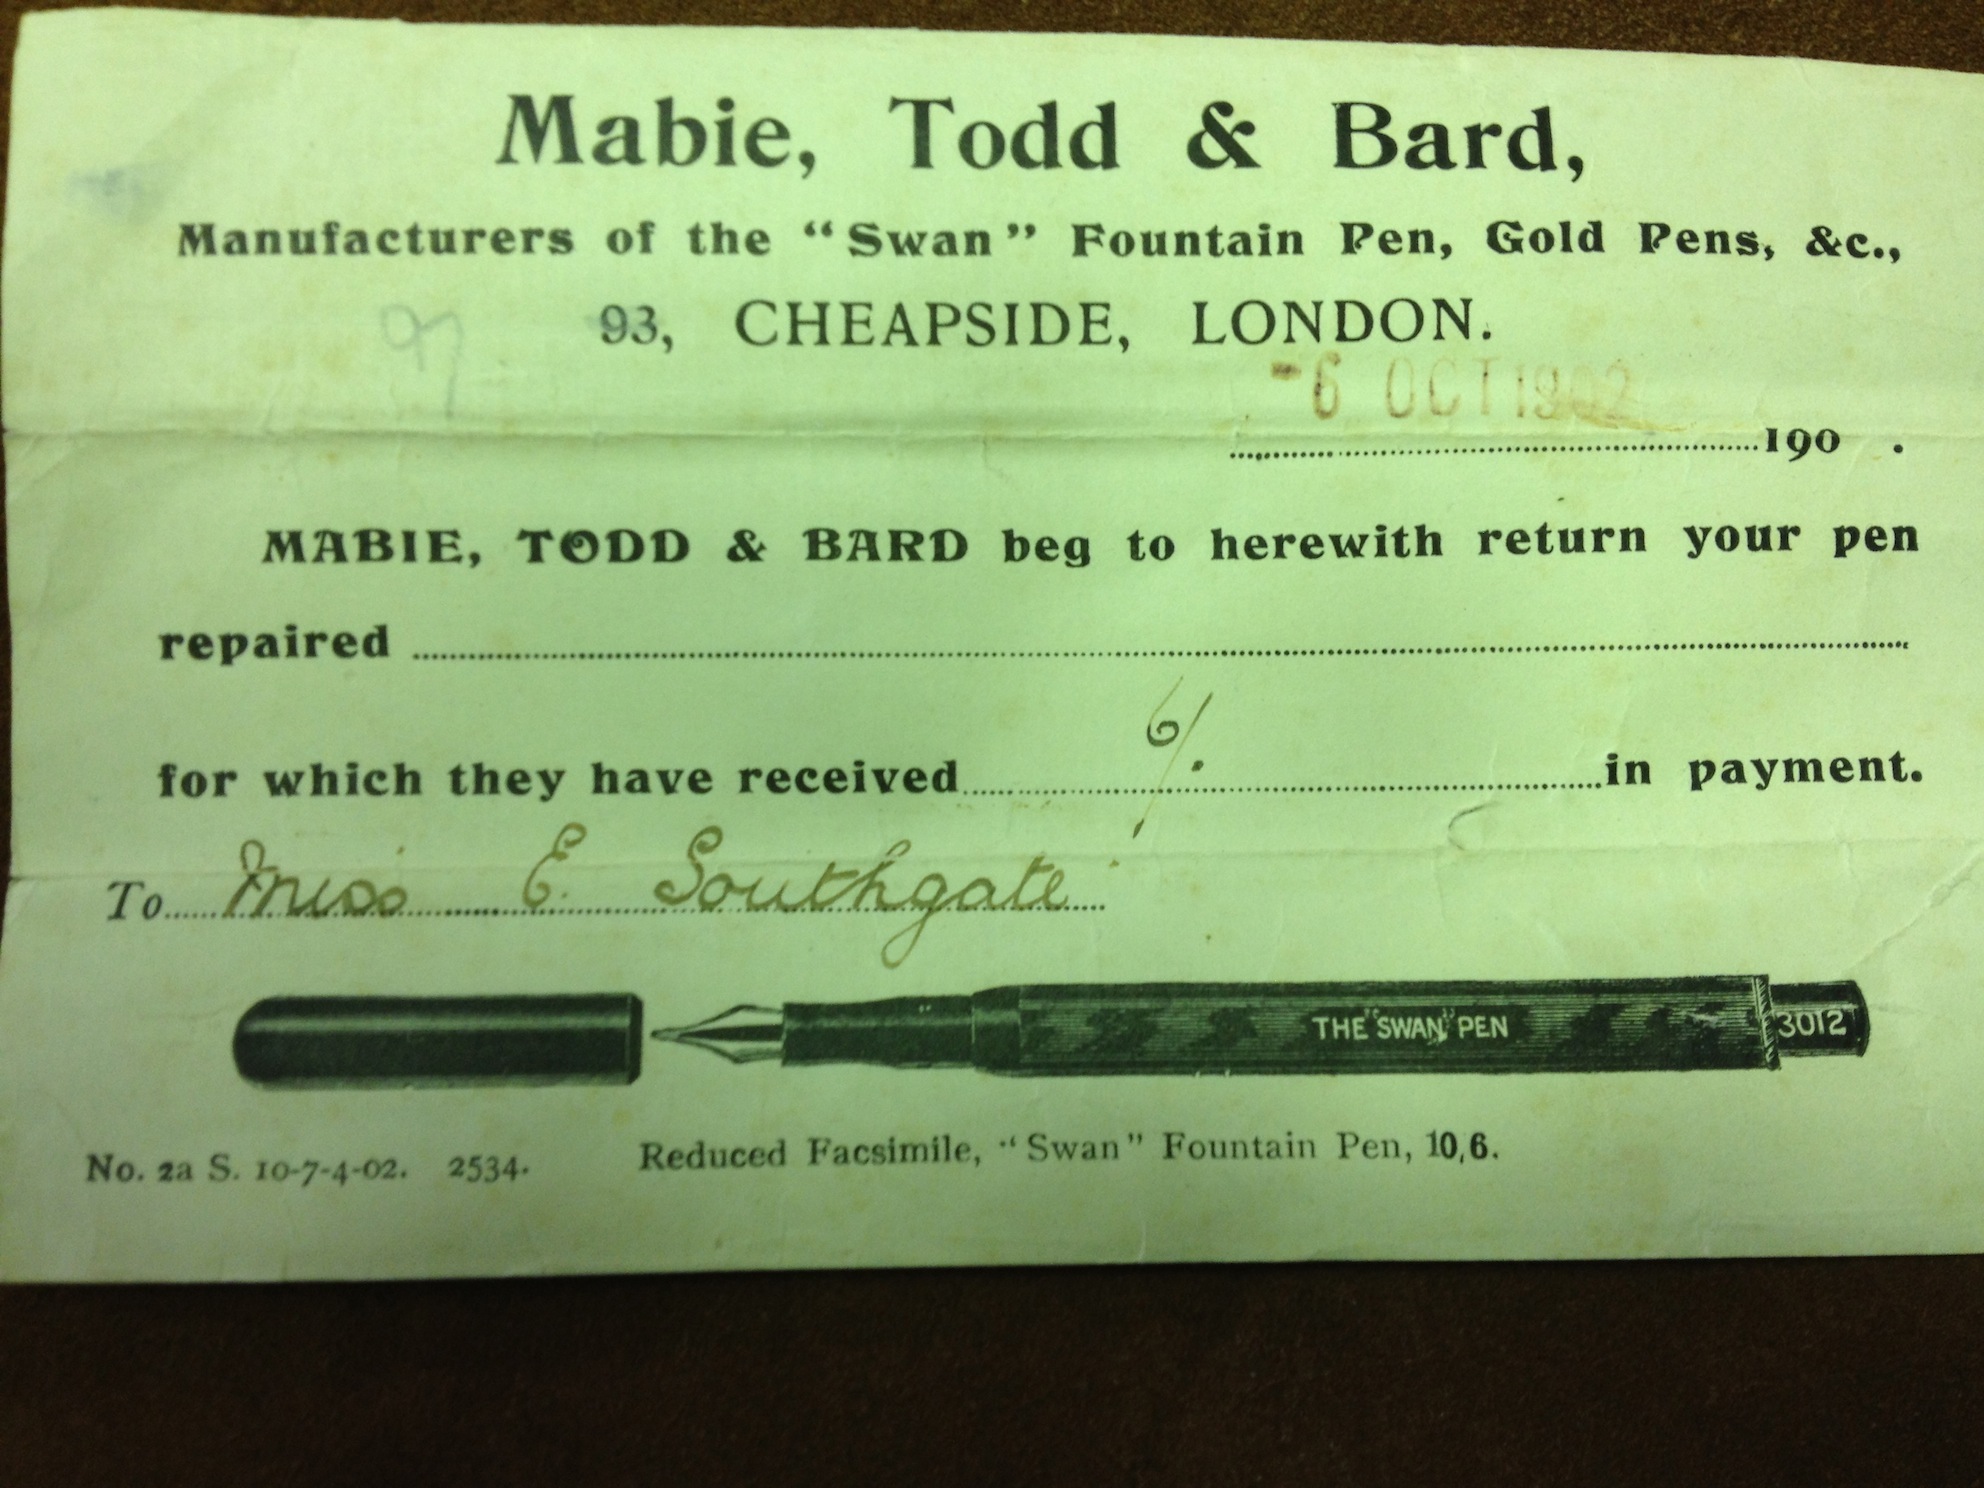 Mabie, Todd & Bard,
Manufacturers of the "Swan" Fountain Pen, Gold Pens, &c.,
97
93, CHEAPSIDE, LONDON.
-6 OCT 1902
190 .
MABIE, TODD & BARD beg to herewith return your pen
repaired
for which they have received 6/. in payment.
To Miss E. Southgate
THE "SWAN" PEN 3012
No. 2a S. 10-7-4-02. 2534. Reduced Facsimile, "Swan" Fountain Pen, 10,6.